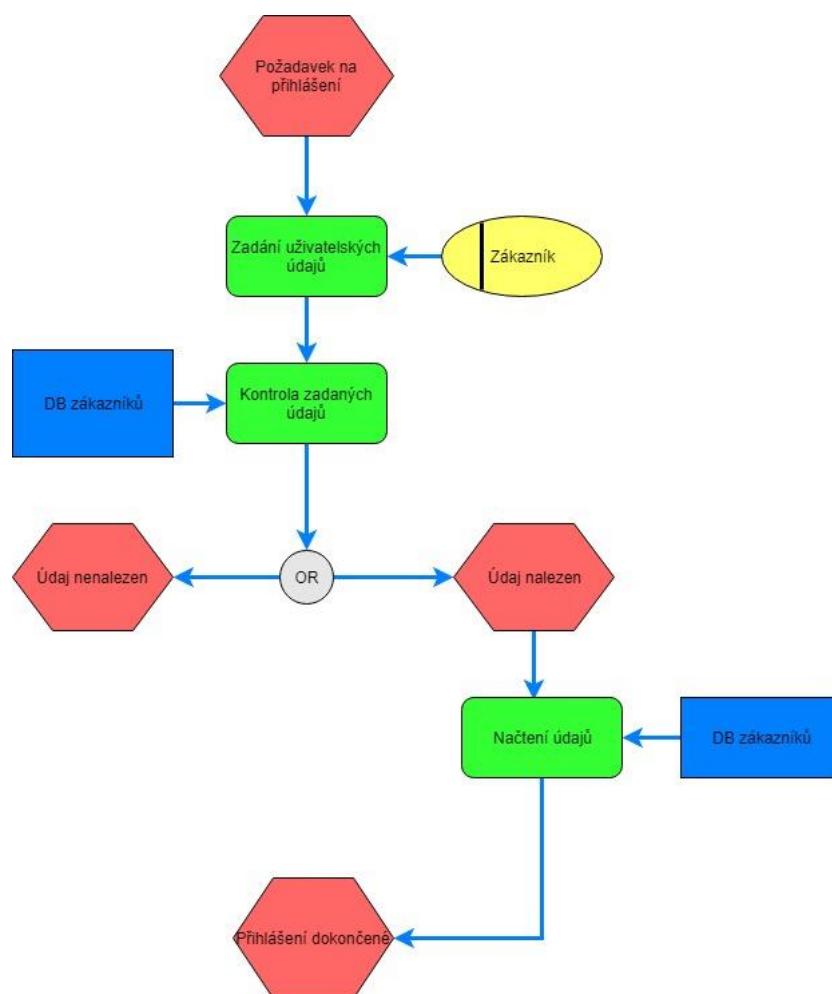 Požadavek na
přihlášení
Zadání uživatelských
údajů
Zákazník
DB zákazníků
Kontrola zadaných
údajů
Údaj nenalezen
OR
Údaj nalezen
Načtení údajů
DB zákazníků
Přihlášení dokončené